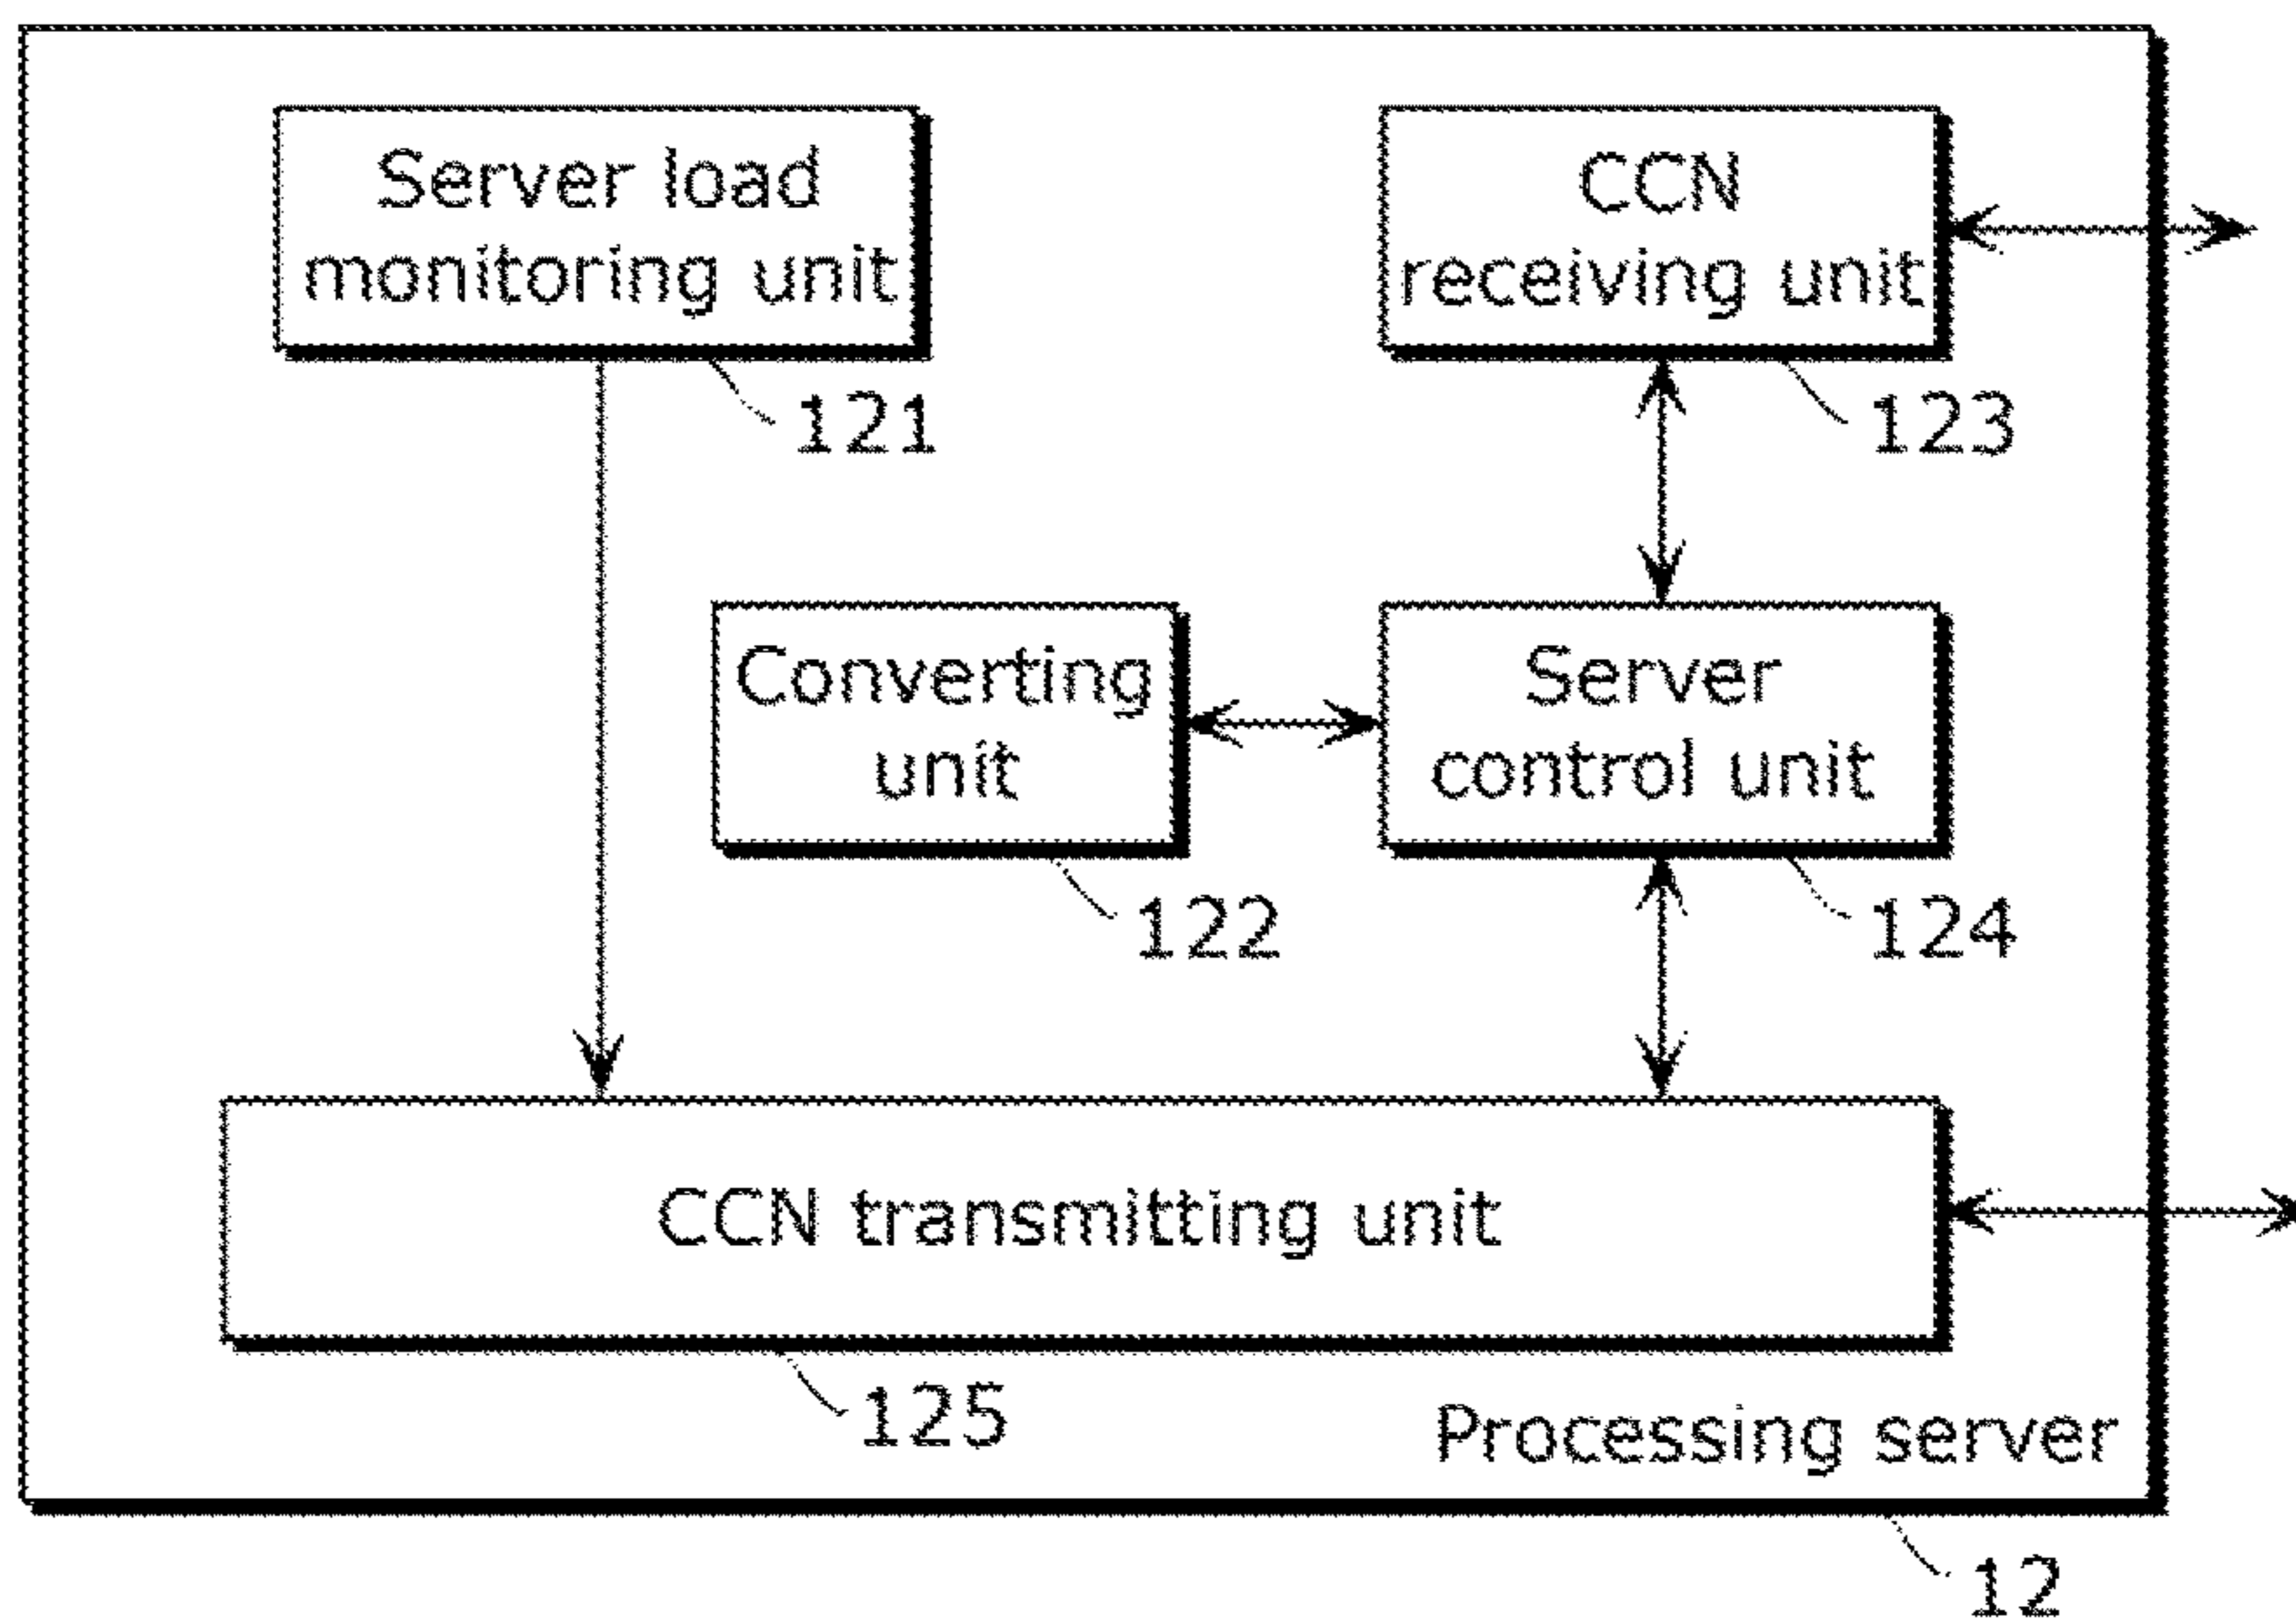 Server load
monitoring unit
121
CCN
receiving unit
123
Converting
unit
122
Server
control unit
124
CCN transmitting unit
125
Processing server
12